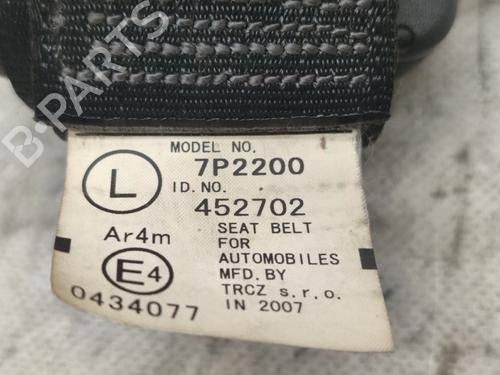 B-PARTS
MODEL NO.
7P2200
L
ID. NO.
452702
Ar4m
SEAT BELT
FOR
AUTOMOBILES
E4
MFD. BY
TRCZ s.r.o.
0434077
IN 2007